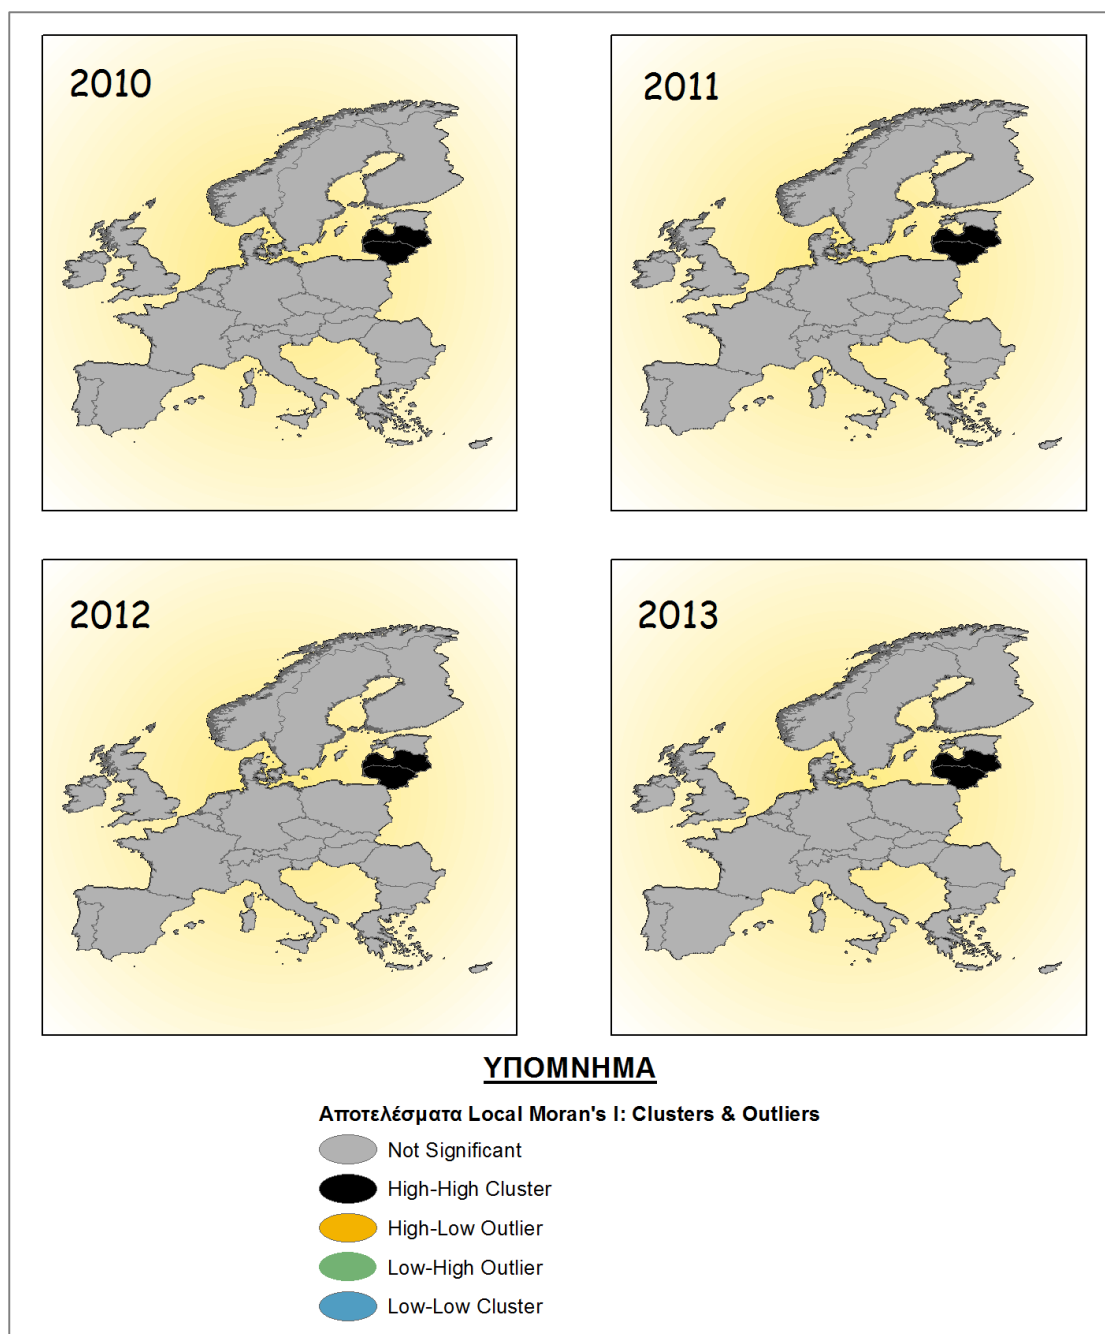 2010
2011
2012
2013
ΥΠΟΜΝΗΜΑ
Αποτελέσματα Local Moran's I: Clusters & Outliers
Not Significant
High-High Cluster
High-Low Outlier
Low-High Outlier
Low-Low Cluster